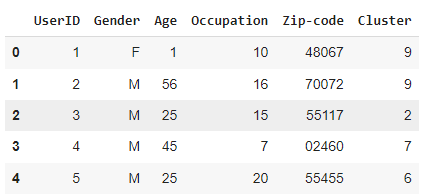 UserID Gender Age Occupation Zip-code Cluster
0 1 F 1 10 48067 9
1 2 M 56 16 70072 9
2 3 M 25 15 55117 2
3 4 M 45 7 02460 7
4 5 M 25 20 55455 6